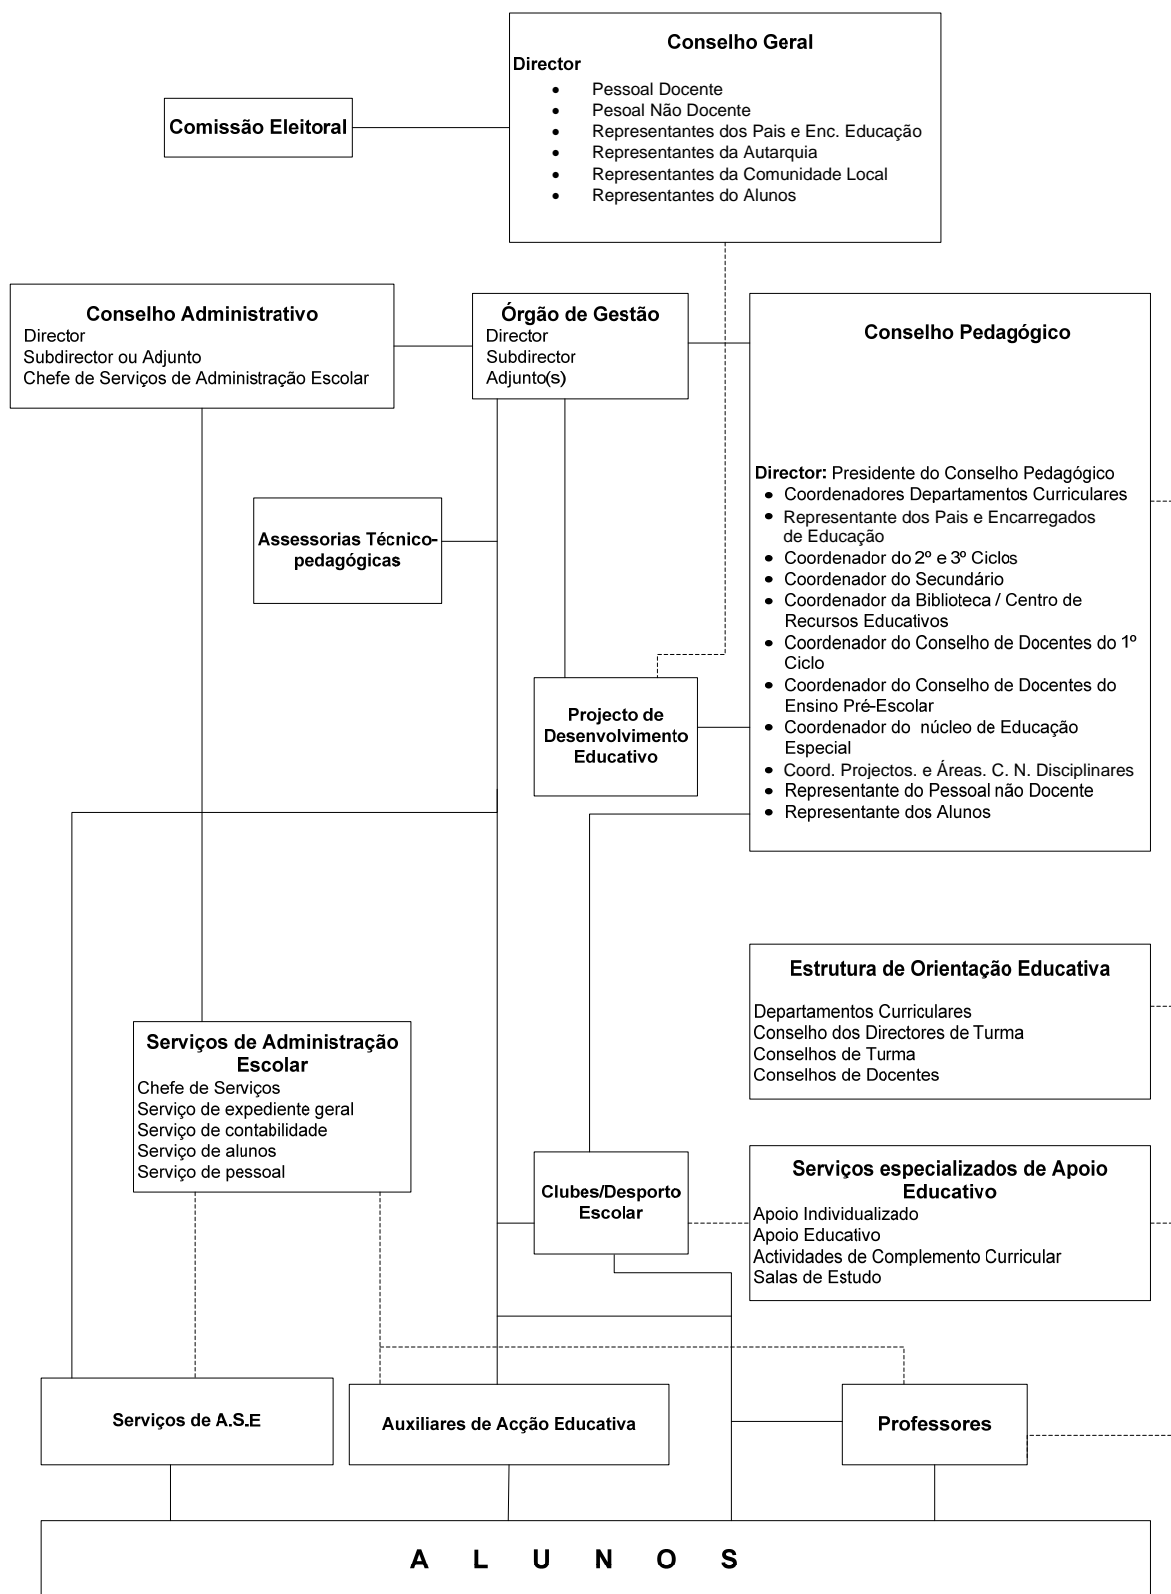 Conselho Geral
Director
• Pessoal Docente
• Pesoal Não Docente
• Representantes dos Pais e Enc. Educação
• Representantes da Autarquia
• Representantes da Comunidade Local
• Representantes do Alunos
Comissão Eleitoral
Conselho Administrativo
Director
Subdirector ou Adjunto
Chefe de Serviços de Administração Escolar
Órgão de Gestão
Director
Subdirector
Adjunto(s)
Conselho Pedagógico
Director: Presidente do Conselho Pedagógico
• Coordenadores Departamentos Curriculares
• Representante dos Pais e Encarregados
de Educação
• Coordenador do 2º e 3º Ciclos
• Coordenador do Secundário
• Coordenador da Biblioteca / Centro de
Recursos Educativos
• Coordenador do Conselho de Docentes do 1º
Ciclo
• Coordenador do Conselho de Docentes do
Ensino Pré-Escolar
• Coordenador do núcleo de Educação
Especial
• Coord. Projectos. e Áreas. C. N. Disciplinares
• Representante do Pessoal não Docente
• Representante dos Alunos
Assessorias Técnico-
pedagógicas
Projecto de
Desenvolvimento
Educativo
Estrutura de Orientação Educativa
Departamentos Curriculares
Conselho dos Directores de Turma
Conselhos de Turma
Conselhos de Docentes
Serviços de Administração
Escolar
Chefe de Serviços
Serviço de expediente geral
Serviço de contabilidade
Serviço de alunos
Serviço de pessoal
Clubes/Desporto
Escolar
Serviços especializados de Apoio
Educativo
Apoio Individualizado
Apoio Educativo
Actividades de Complemento Curricular
Salas de Estudo
Serviços de A.S.E
Auxiliares de Acção Educativa
Professores
A L U N O S